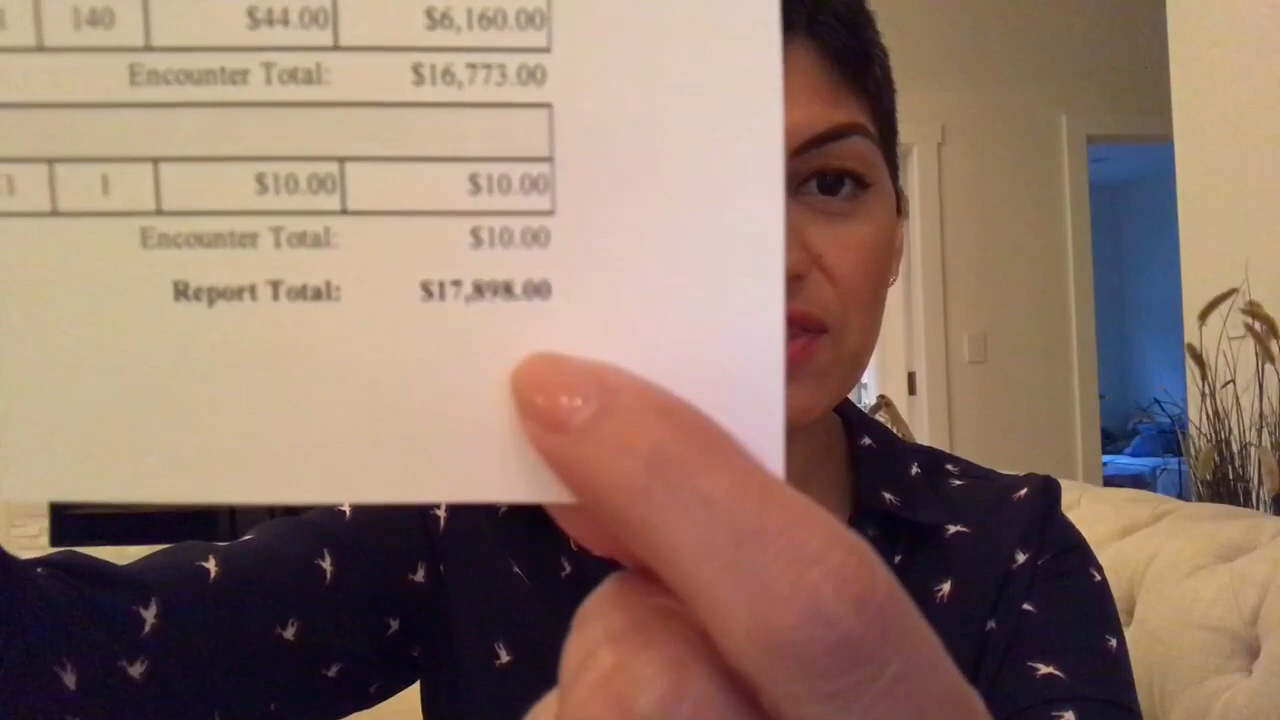 140 $44.00 $6,160.00
Encounter Total: $16,773.00
1 $10.00 $10.00
Encounter Total: $10.00
Report Total: $17,898.00